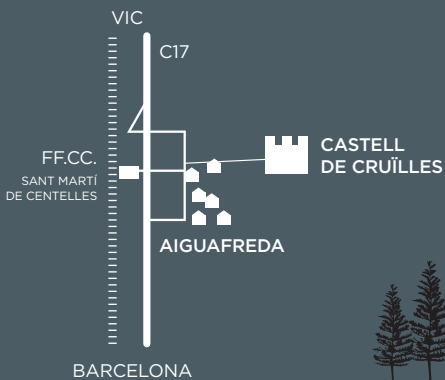 VIC
C17
FF.CC.
SANT MARTÍ
DE CENTELLES
CASTELL
DE CRUÏLLES
AIGUAFREDA
BARCELONA